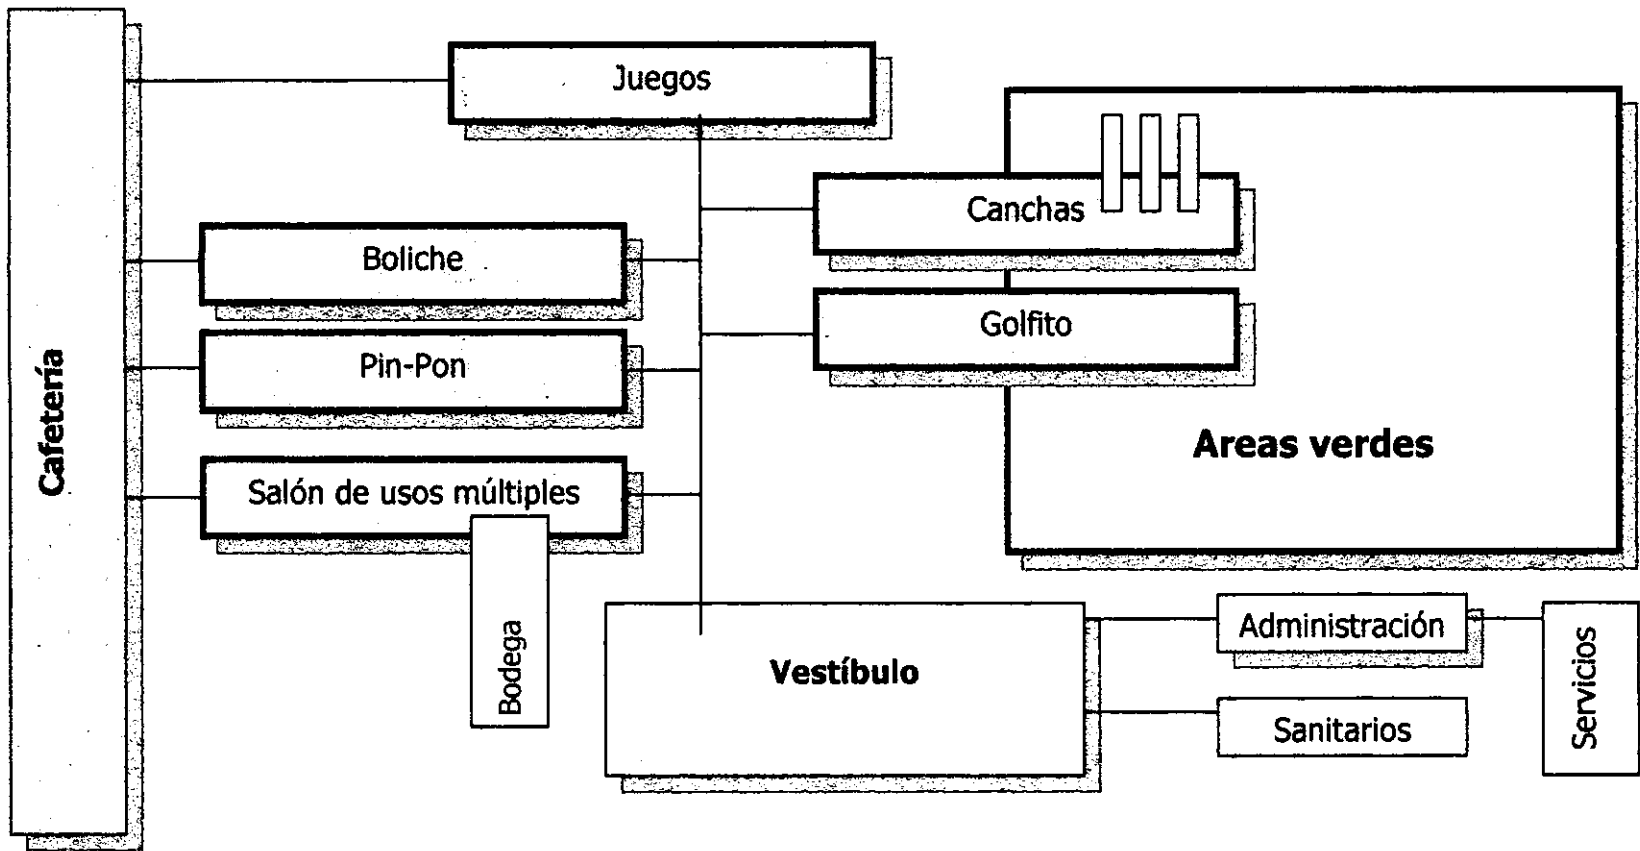 Juegos
Canchas
Boliche
Golfito
Pin-Pon
Cafetería
Areas verdes
Salón de usos múltiples
Bodega
Vestíbulo
Administración
Servicios
Sanitarios